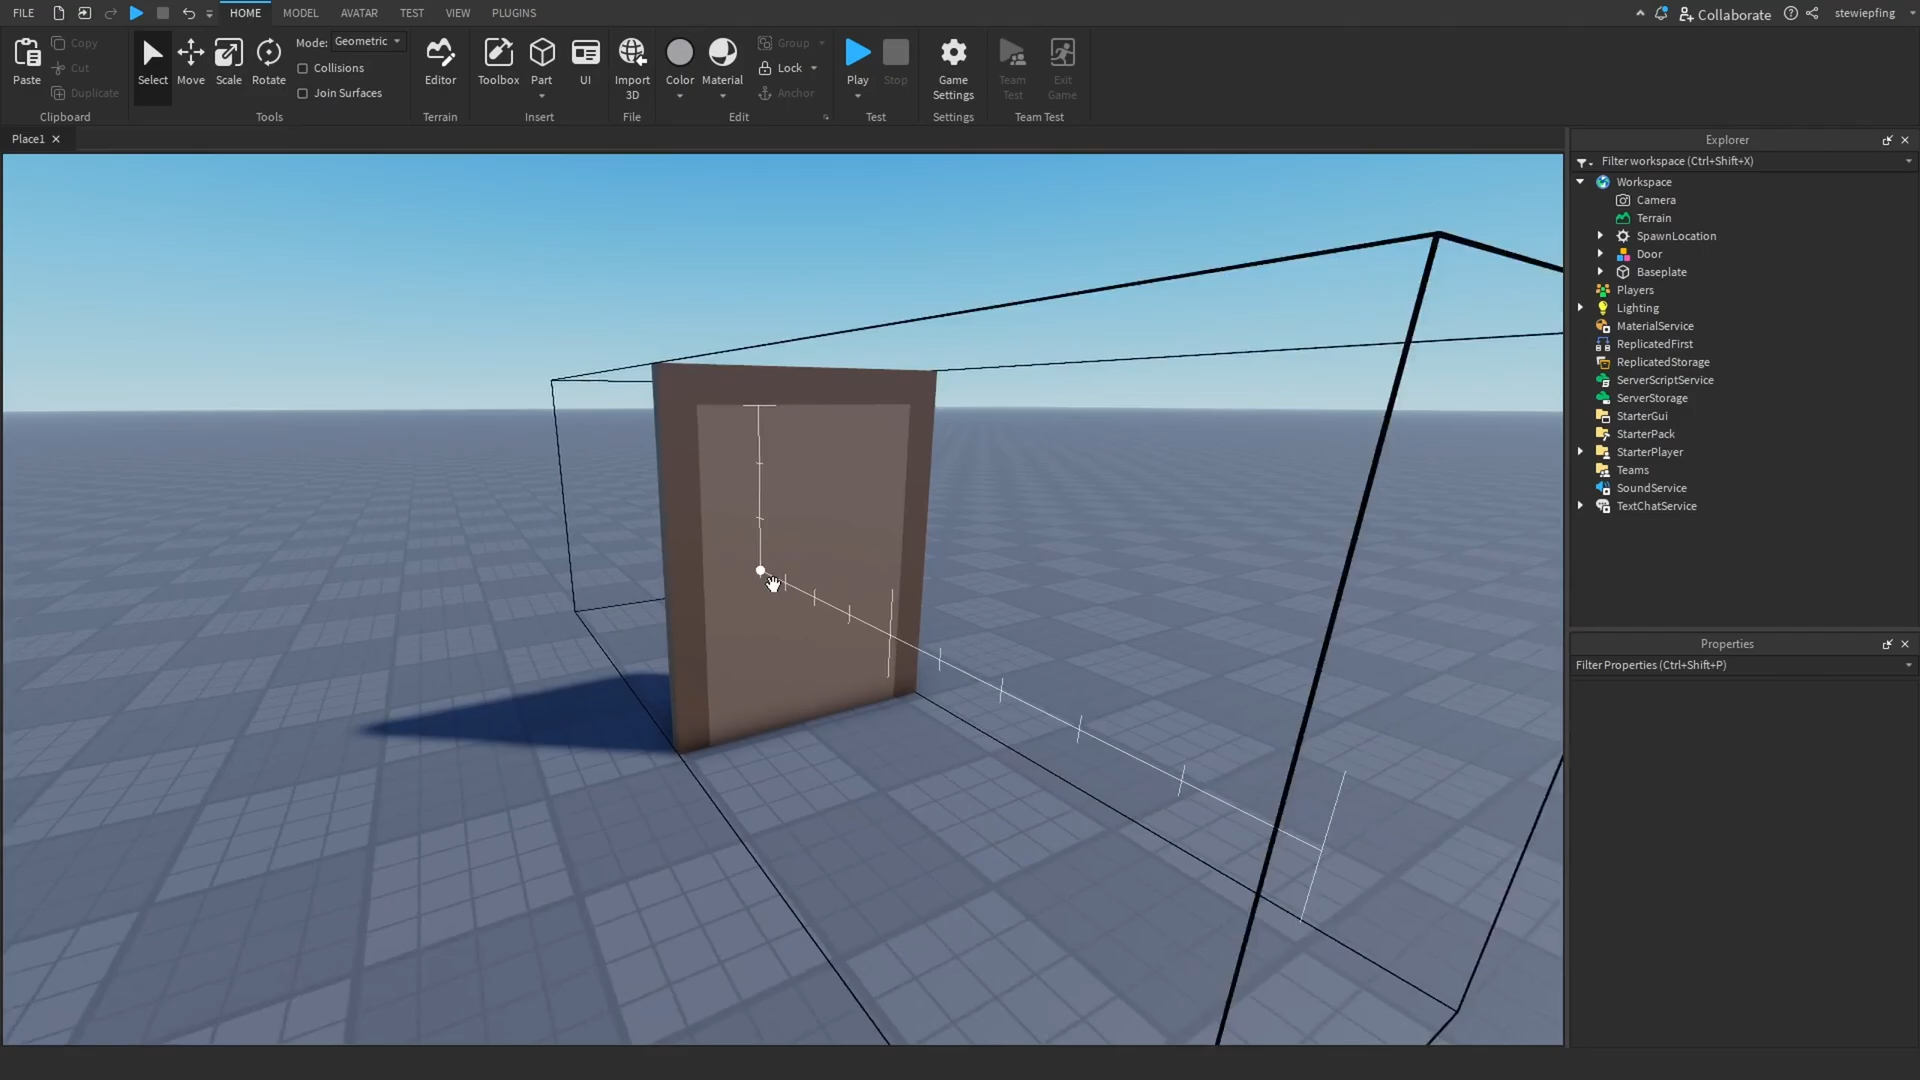 FILE HOME MODEL AVATAR TEST VIEW PLUGINS Collaborate stewiepfing
Paste
Copy
Cut
Duplicate
Clipboard
Select Move Scale Rotate
Mode: Geometric
Collisions
Join Surfaces
Tools
Editor
Terrain
Toolbox Part UI
Insert
Import
3D
File
Color Material
Group
Lock
Anchor
Edit
Play Stop
Test
Game
Settings
Settings
Team
Test
Exit
Game
Team Test
Place1
Explorer
Filter workspace (Ctrl+Shift+X)
Workspace
Camera
Terrain
SpawnLocation
Door
Baseplate
Players
Lighting
MaterialService
ReplicatedFirst
ReplicatedStorage
ServerScriptService
ServerStorage
StarterGui
StarterPack
StarterPlayer
Teams
SoundService
TextChatService
Properties
Filter Properties (Ctrl+Shift+P)